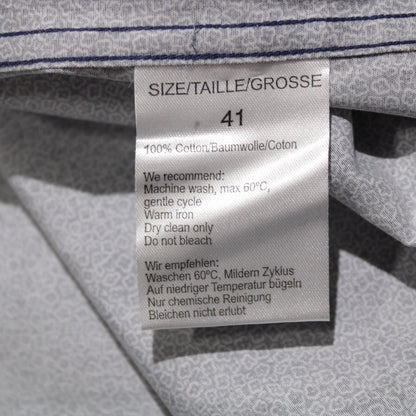 SIZE/TAILLE/GROSSE
41
100% Cotton/Baumwolle/Coton
We recommend:
Machine wash, max 60ºC,
gentle cycle
Warm iron
Dry clean only
Do not bleach
Wir empfehlen:
Waschen 60ºC, Mildern Zyklus
Auf niedriger Temperatur bügeln
Nur chemische Reinigung
Bleichen nicht erlubt